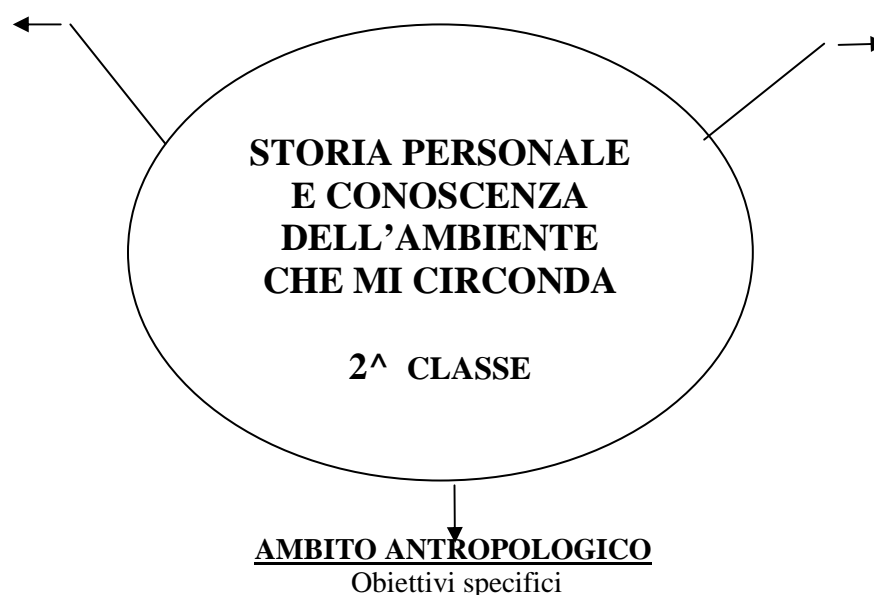 STORIA PERSONALE
E CONOSCENZA
DELL’AMBIENTE
CHE MI CIRCONDA
2^ CLASSE
AMBITO ANTROPOLOGICO
Obiettivi specifici